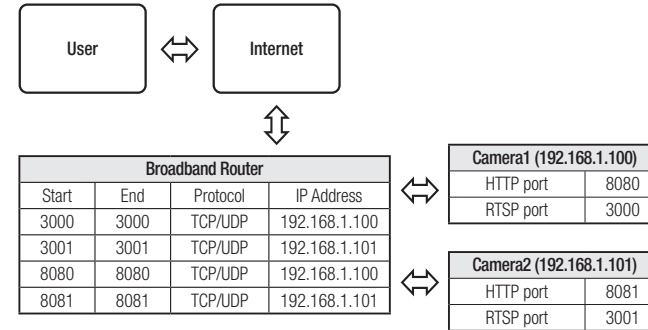 User
Internet
Broadband Router
Start End Protocol IP Address
3000 3000 TCP/UDP 192.168.1.100
3001 3001 TCP/UDP 192.168.1.101
8080 8080 TCP/UDP 192.168.1.100
8081 8081 TCP/UDP 192.168.1.101
Camera1 (192.168.1.100)
HTTP port 8080
RTSP port 3000
Camera2 (192.168.1.101)
HTTP port 8081
RTSP port 3001